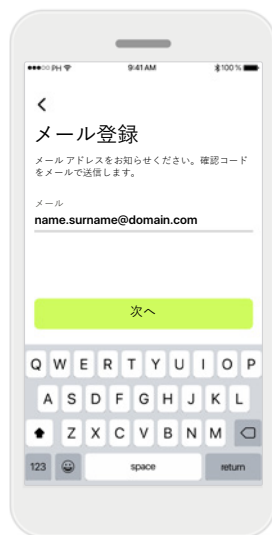 PH 9:41 AM 100 %
メール登録
メールアドレスをお知らせください。確認コード
をメールで送信します。
メール
name.surname@domain.com
次へ
Q W E R T Y U I O P
A S D F G H J K L
Z X C V B N M
123 space return